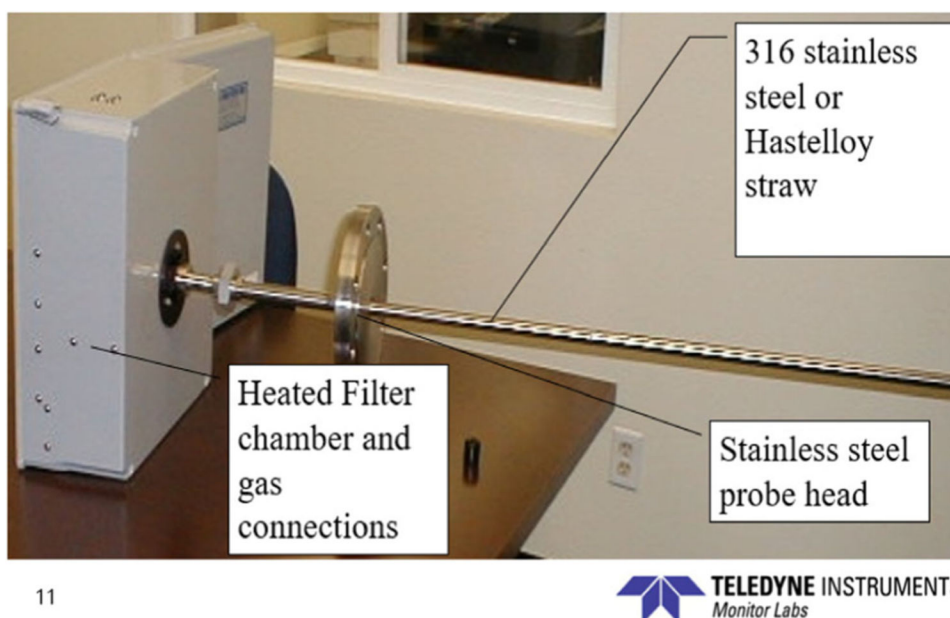 316 stainless
steel or
Hastelloy
straw
Heated Filter
chamber and
gas
connections
Stainless steel
probe head
11
TELEDYNE INSTRUMENT
Monitor Labs